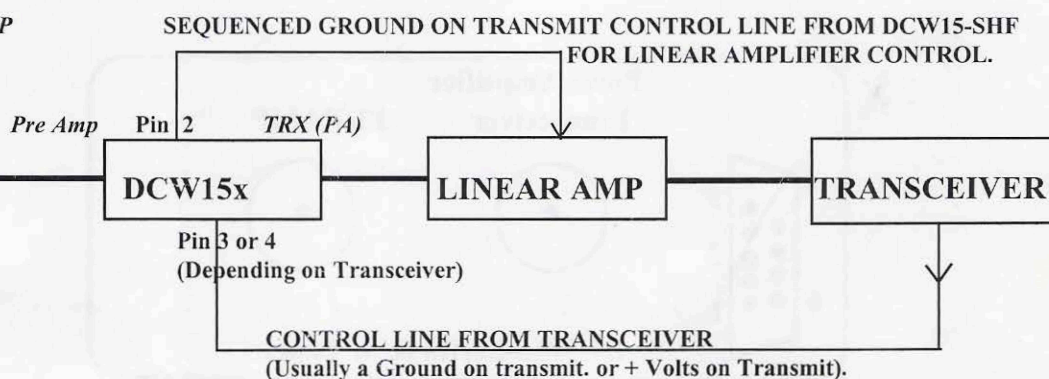 P
SEQUENCED GROUND ON TRANSMIT CONTROL LINE FROM DCW15-SHF
FOR LINEAR AMPLIFIER CONTROL.
Pre Amp Pin 2 TRX (PA)
DCW15x LINEAR AMP TRANSCEIVER
Pin 3 or 4
(Depending on Transceiver)
CONTROL LINE FROM TRANSCEIVER
(Usually a Ground on transmit. or + Volts on Transmit).